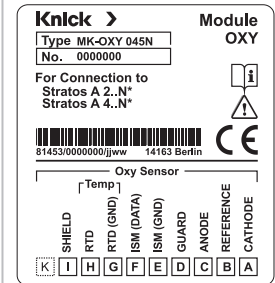 Knick >
Module
OXY
Type MK-OXY 045N
No. 0000000
For Connection to
Stratos A 2..N*
Stratos A 4..N*
81453/0000000/jjww 14163 Berlin
CE
Oxy Sensor
Temp
SHIELD
RTD
RTD (GND)
ISM (DATA)
ISM (GND)
GUARD
ANODE
REFERENCE
CATHODE
K I H G F E D C B A